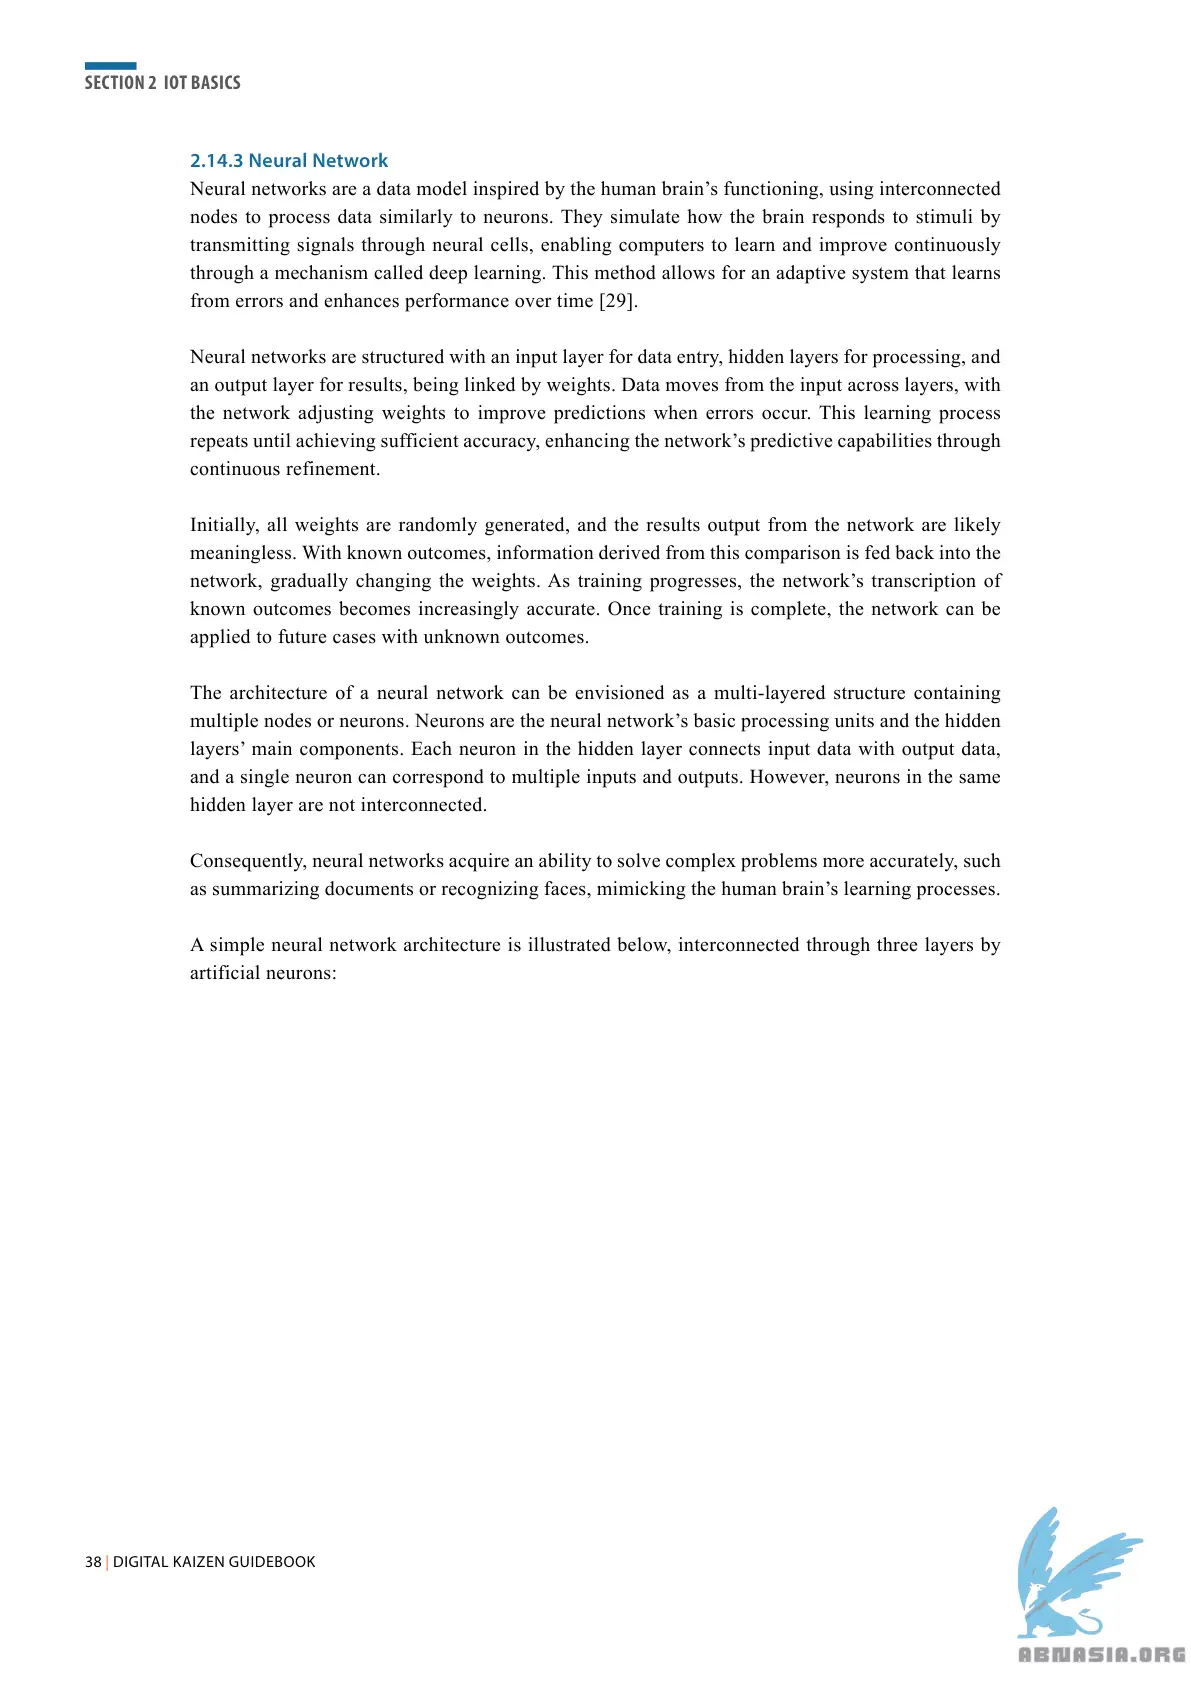 SECTION 2 IOT BASICS
2.14.3 Neural Network
Neural networks are a data model inspired by the human brain’s functioning, using interconnected
nodes to process data similarly to neurons. They simulate how the brain responds to stimuli by
transmitting signals through neural cells, enabling computers to learn and improve continuously
through a mechanism called deep learning. This method allows for an adaptive system that learns
from errors and enhances performance over time [29].
Neural networks are structured with an input layer for data entry, hidden layers for processing, and
an output layer for results, being linked by weights. Data moves from the input across layers, with
the network adjusting weights to improve predictions when errors occur. This learning process
repeats until achieving sufficient accuracy, enhancing the network’s predictive capabilities through
continuous refinement.
Initially, all weights are randomly generated, and the results output from the network are likely
meaningless. With known outcomes, information derived from this comparison is fed back into the
network, gradually changing the weights. As training progresses, the network’s transcription of
known outcomes becomes increasingly accurate. Once training is complete, the network can be
applied to future cases with unknown outcomes.
The architecture of a neural network can be envisioned as a multi-layered structure containing
multiple nodes or neurons. Neurons are the neural network’s basic processing units and the hidden
layers’ main components. Each neuron in the hidden layer connects input data with output data,
and a single neuron can correspond to multiple inputs and outputs. However, neurons in the same
hidden layer are not interconnected.
Consequently, neural networks acquire an ability to solve complex problems more accurately, such
as summarizing documents or recognizing faces, mimicking the human brain’s learning processes.
A simple neural network architecture is illustrated below, interconnected through three layers by
artificial neurons:
38 | DIGITAL KAIZEN GUIDEBOOK
ABNASIA.ORG